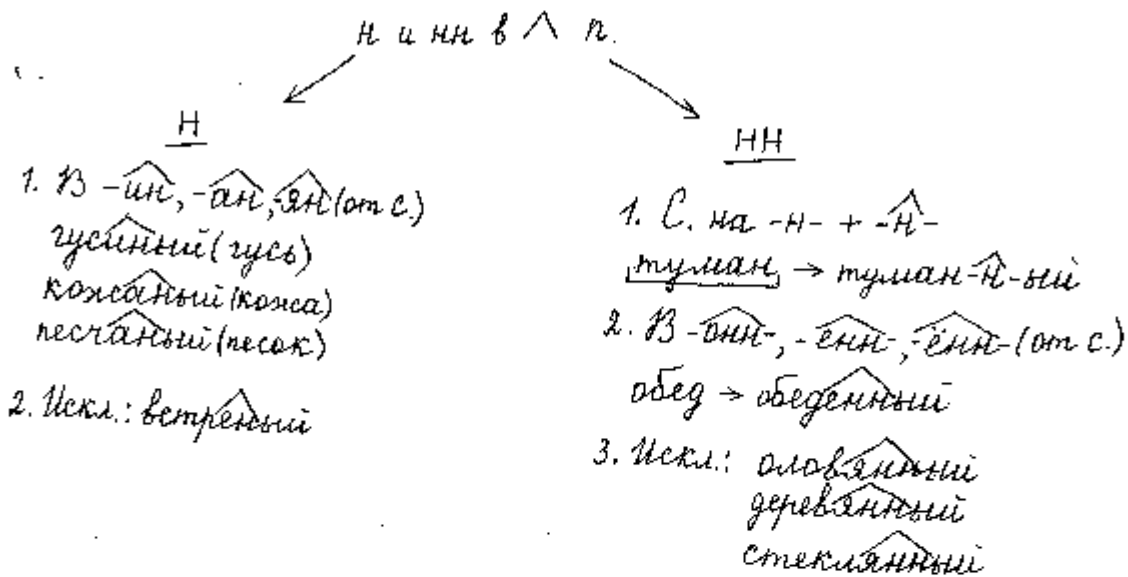 н и нн в ^ п.
Н
1. В -ин, -ан, -ян (от с.)
гусиный (гусь)
кожаный (кожа)
песчаный (песок)
2. Искл.: ветреный
НН
1. С. на -н- + -н-
туман → туман-н-ый
2. В -онн-, -енн-, -ённ- (от с.)
обед → обеденный
3. Искл.: оловянный
деревянный
стеклянный